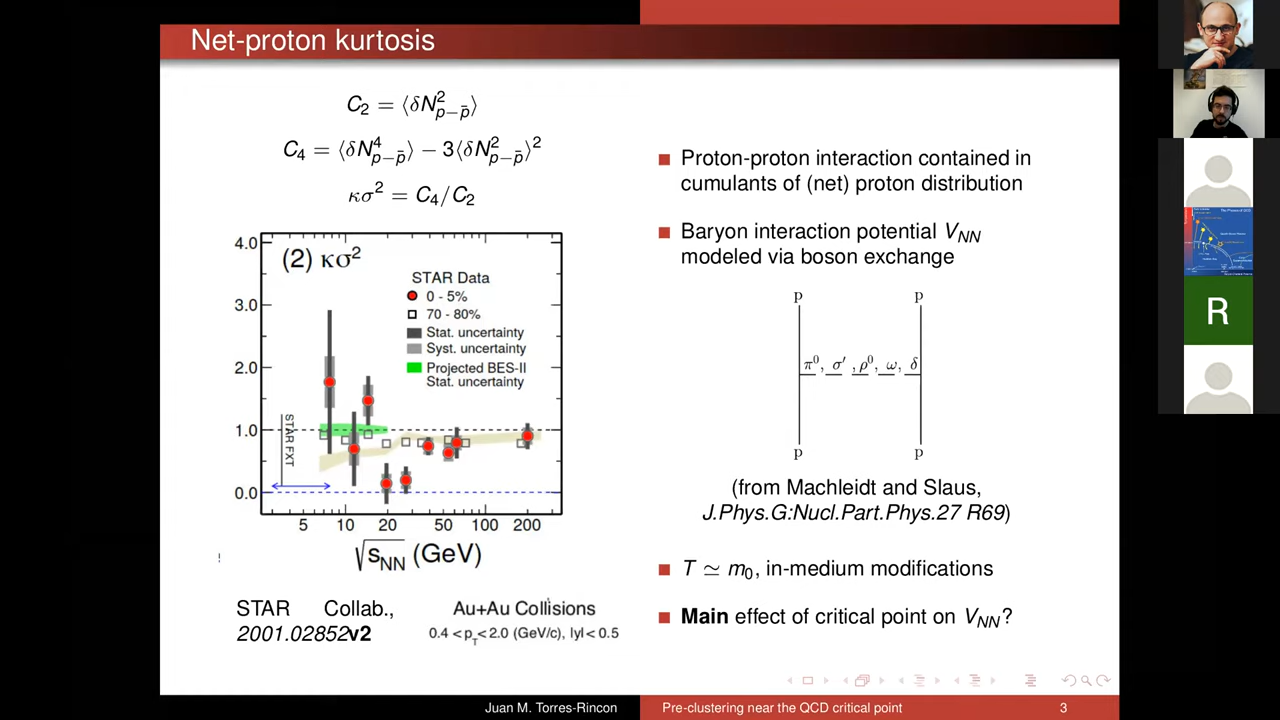 Net-proton kurtosis
C₂ = ⟨δN²ₚ₋p̄⟩
C₄ = ⟨δN⁴ₚ₋p̄⟩ − 3⟨δN²ₚ₋p̄⟩²
κσ² = C₄/C₂
(2) κσ²
STAR Data
0 - 5%
70 - 80%
Stat. uncertainty
Syst. uncertainty
Projected BES-II
Stat. uncertainty
4.0
3.0
2.0
1.0
0.0
STAR FXT
5 10 20 50 100 200
√s_NN (GeV)
STAR Collab.,
2001.02852v2
Au+Au Collisions
0.4 < p_T < 2.0 (GeV/c), |y| < 0.5
Proton-proton interaction contained in
cumulants of (net) proton distribution
Baryon interaction potential V_NN
modeled via boson exchange
p p
π⁰, σ′, ρ⁰, ω, δ
p p
(from Machleidt and Slaus,
J.Phys.G:Nucl.Part.Phys.27 R69)
T ≃ m₀, in-medium modifications
Main effect of critical point on V_NN?
Juan M. Torres-Rincon
Pre-clustering near the QCD critical point
3
R